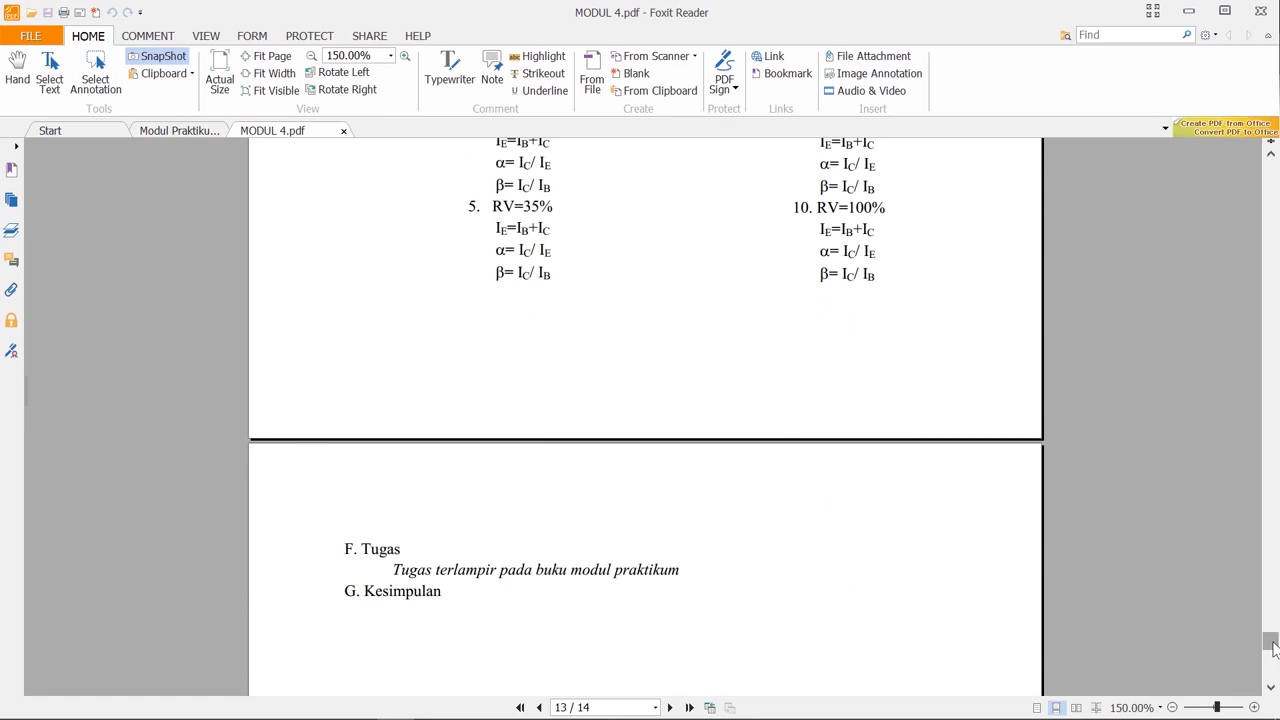 MODUL 4.pdf - Foxit Reader
FILE HOME COMMENT VIEW FORM PROTECT SHARE HELP
Find
Hand
Select Text
Select Annotation
SnapShot
Clipboard
Tools
Actual Size
Fit Page
Fit Width
Fit Visible
150.00%
Rotate Left
Rotate Right
View
Typewriter
Note
Highlight
Strikeout
Underline
Comment
From File
From Scanner
Blank
From Clipboard
Create
PDF Sign
Protect
Link
Bookmark
Links
File Attachment
Image Annotation
Audio & Video
Insert
Start
Modul Praktiku...
MODUL 4.pdf
Create PDF from Office
Convert PDF to Office
IE=IB+IC
α= IC/ IE
β= IC/ IB
5. RV=35%
IE=IB+IC
α= IC/ IE
β= IC/ IB
IE=IB+IC
α= IC/ IE
β= IC/ IB
10. RV=100%
IE=IB+IC
α= IC/ IE
β= IC/ IB
F. Tugas
Tugas terlampir pada buku modul praktikum
G. Kesimpulan
13 / 14
150.00%